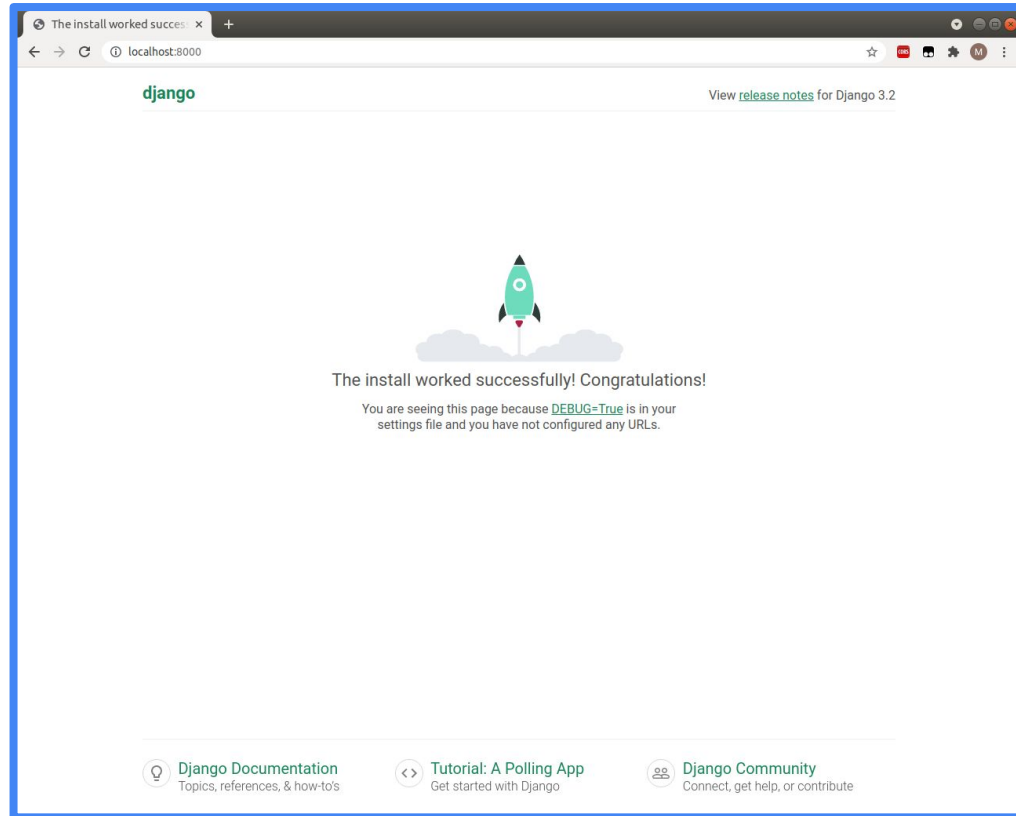 The install worked succes
localhost:8000
CORS
M
django
View release notes for Django 3.2
The install worked successfully! Congratulations!
You are seeing this page because DEBUG=True is in your
settings file and you have not configured any URLs.
Django Documentation
Topics, references, & how-to's
Tutorial: A Polling App
Get started with Django
Django Community
Connect, get help, or contribute